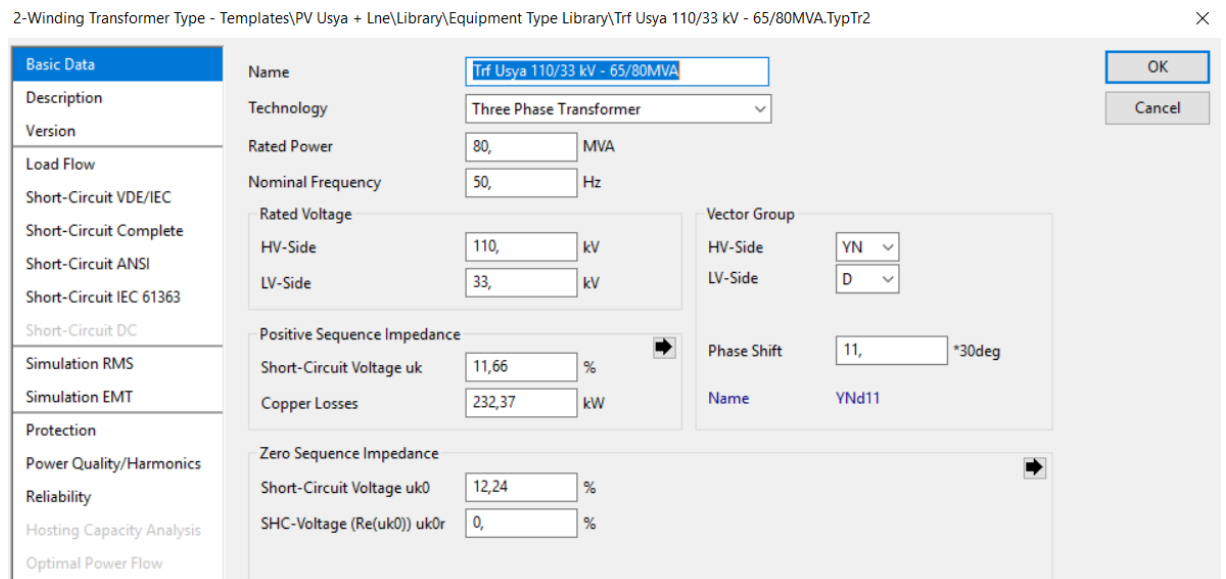 2-Winding Transformer Type - Templates\PV Usya + Lne\Library\Equipment Type Library\Trf Usya 110/33 kV - 65/80MVA.TypTr2
Basic Data
Description
Version
Load Flow
Short-Circuit VDE/IEC
Short-Circuit Complete
Short-Circuit ANSI
Short-Circuit IEC 61363
Short-Circuit DC
Simulation RMS
Simulation EMT
Protection
Power Quality/Harmonics
Reliability
Hosting Capacity Analysis
Optimal Power Flow
Name Trf Usya 110/33 kV - 65/80MVA
Technology Three Phase Transformer
Rated Power 80, MVA
Nominal Frequency 50, Hz
Rated Voltage
HV-Side 110, kV
LV-Side 33, kV
Vector Group
HV-Side YN
LV-Side D
Phase Shift 11, *30deg
Name YNd11
Positive Sequence Impedance
Short-Circuit Voltage uk 11,66 %
Copper Losses 232,37 kW
Zero Sequence Impedance
Short-Circuit Voltage uk0 12,24 %
SHC-Voltage (Re(uk0)) uk0r 0, %
OK
Cancel